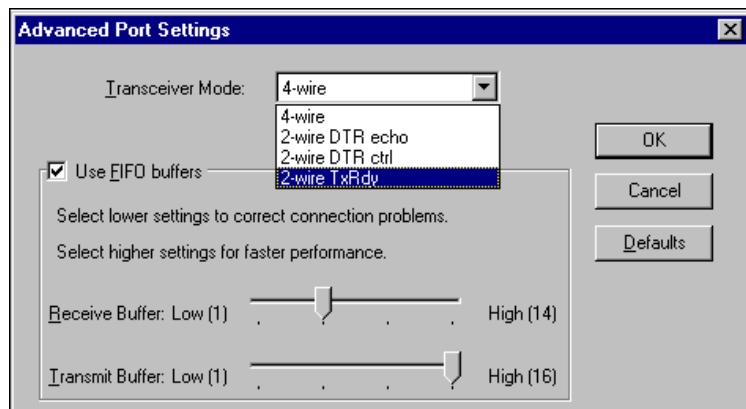 Advanced Port Settings
Transceiver Mode: 4-wire
4-wire
2-wire DTR echo
2-wire DTR ctrl
2-wire TxRdy
OK
Cancel
Defaults
Use FIFO buffers
Select lower settings to correct connection problems.
Select higher settings for faster performance.
Receive Buffer: Low (1) High (14)
Transmit Buffer: Low (1) High (16)